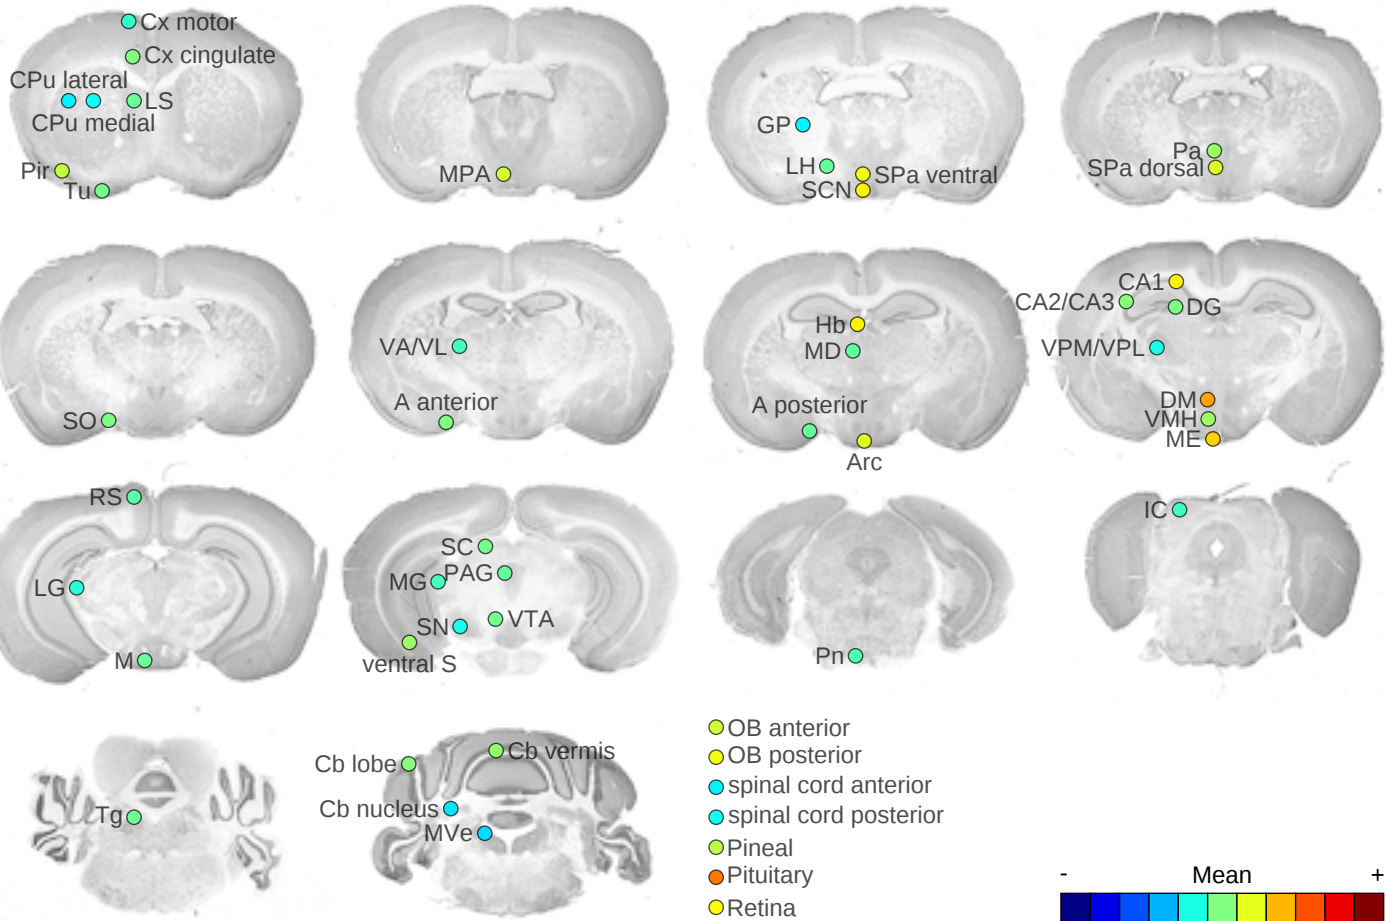 Cx motor
Cx cingulate
CPu lateral
LS
CPu medial
Pir
Tu
MPA
GP
LH
SPa ventral
SCN
Pa
SPa dorsal
SO
VA/VL
A anterior
Hb
MD
A posterior
Arc
CA1
CA2/CA3
DG
VPM/VPL
DM
VMH
ME
RS
LG
M
SC
PAG
MG
VTA
SN
ventral S
Pn
IC
Tg
Cb lobe
Cb vermis
Cb nucleus
MVe
OB anterior
OB posterior
spinal cord anterior
spinal cord posterior
Pineal
Pituitary
Retina
- Mean +